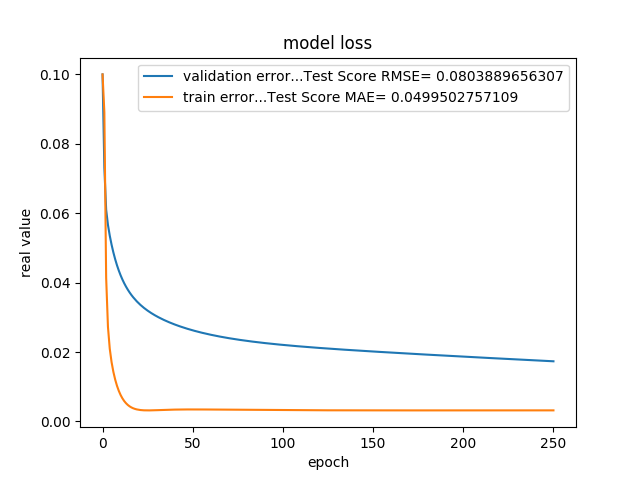 model loss
validation error...Test Score RMSE= 0.0803889656307
train error...Test Score MAE= 0.0499502757109
real value
0.10
0.08
0.06
0.04
0.02
0.00
0 50 100 150 200 250
epoch